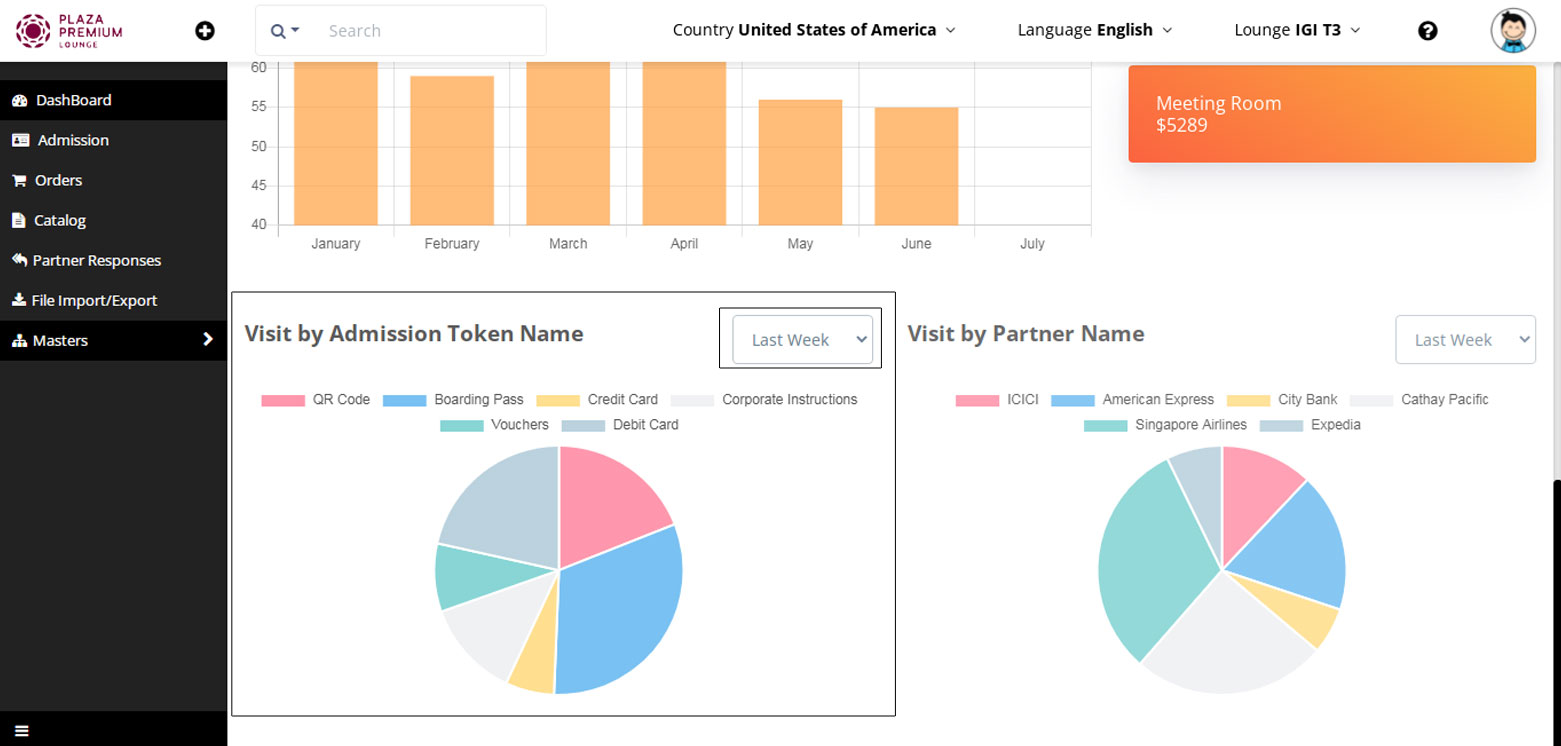 PLAZA
PREMIUM
LOUNGE
Search
Country United States of America
Language English
Lounge IGI T3
DashBoard
Admission
Orders
Catalog
Partner Responses
File Import/Export
Masters
60
55
50
45
40
January February March April May June July
Meeting Room
$5289
Visit by Admission Token Name
Last Week
QR Code Boarding Pass Credit Card Corporate Instructions
Vouchers Debit Card
Visit by Partner Name
Last Week
ICICI American Express City Bank Cathay Pacific
Singapore Airlines Expedia